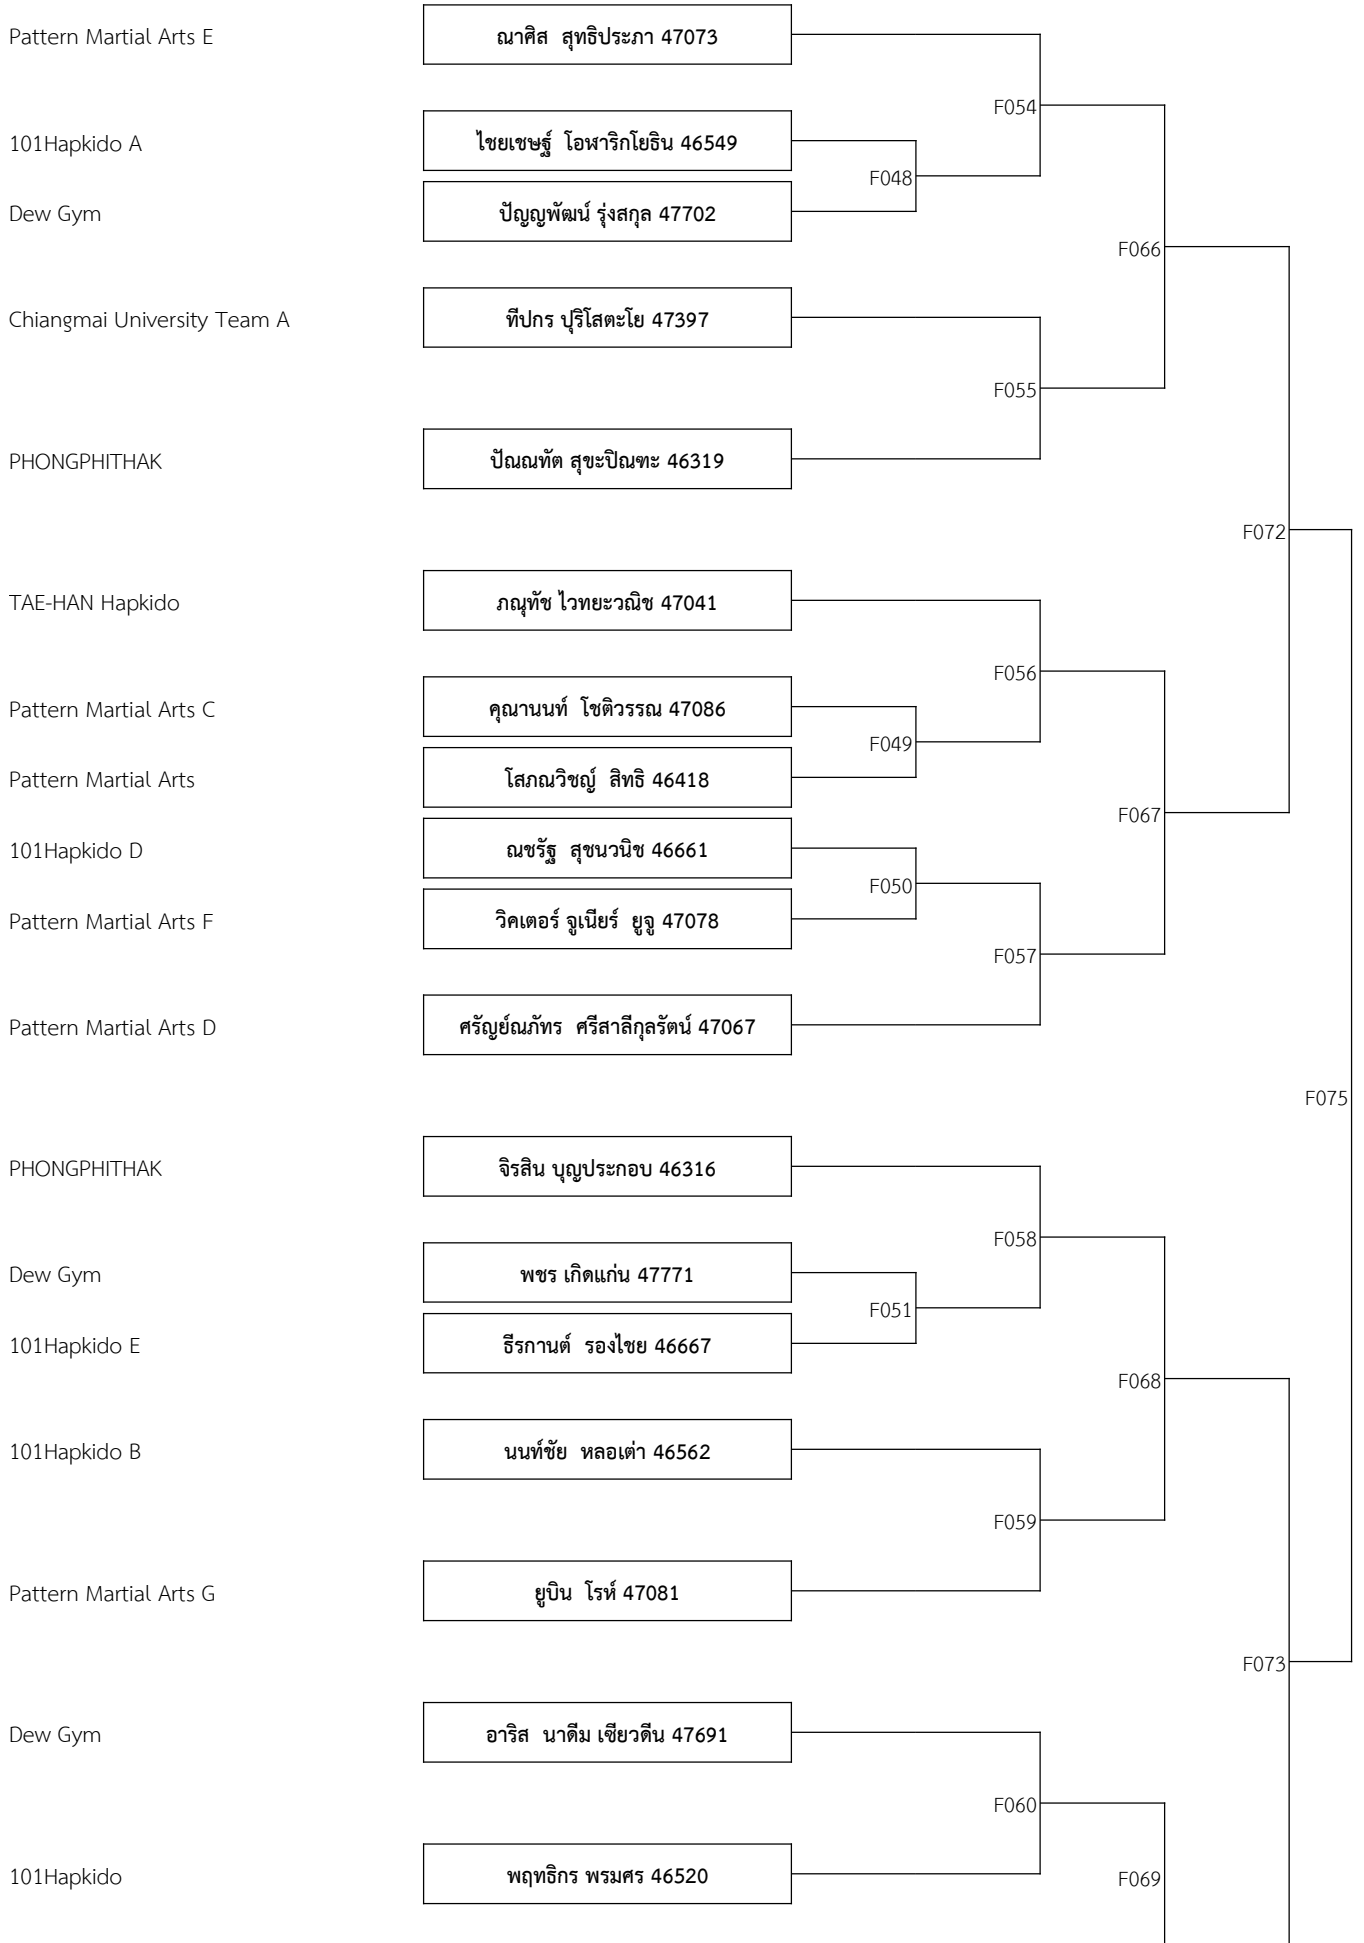 Pattern Martial Arts E
ณาศิส  สุทธิประภา 47073
F054
101Hapkido A
ไชยเชษฐ์  โอฬาริกโยธิน 46549
F048
Dew Gym
ปัญญพัฒน์ รุ่งสกุล 47702
F066
Chiangmai University Team A
ทีปกร ปุริโสตะโย 47397
F055
PHONGPHITHAK
ปัณณทัต สุขะปิณฑะ 46319
F072
TAE-HAN Hapkido
ภณุทัช ไวทยะวณิช 47041
F056
Pattern Martial Arts C
คุณานนท์  โชติวรรณ 47086
F049
Pattern Martial Arts
โสภณวิชญ์  สิทธิ 46418
F067
101Hapkido D
ณชรัฐ  สุชนวนิช 46661
F050
Pattern Martial Arts F
วิคเตอร์ จูเนียร์  ยูจู 47078
F057
Pattern Martial Arts D
ศรัญย์ณภัทร  ศรีสาลีกุลรัตน์ 47067
F075
PHONGPHITHAK
จิรสิน บุญประกอบ 46316
F058
Dew Gym
พชร เกิดแก่น 47771
F051
101Hapkido E
ธีรกานต์  รองไชย 46667
F068
101Hapkido B
นนท์ชัย  หลอเต่า 46562
F059
Pattern Martial Arts G
ยูบิน  โรห์ 47081
F073
Dew Gym
อาริส  นาดีม เซียวดีน 47691
F060
101Hapkido
พฤทธิกร พรมศร 46520
F069